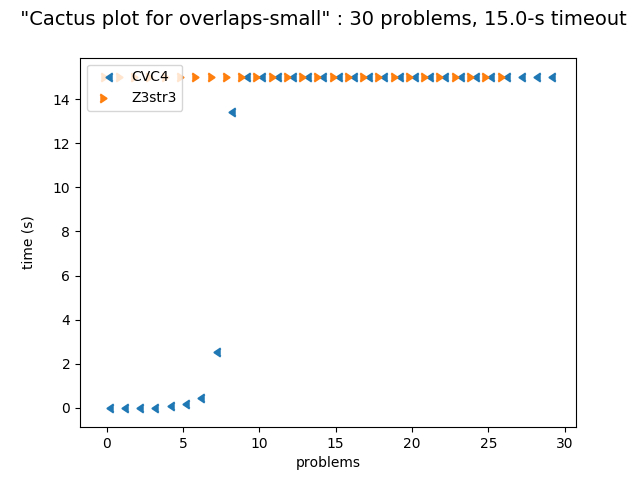 "Cactus plot for overlaps-small" : 30 problems, 15.0-s timeout
CVC4
Z3str3
14
12
10
8
6
4
2
0
time (s)
0 5 10 15 20 25 30
problems